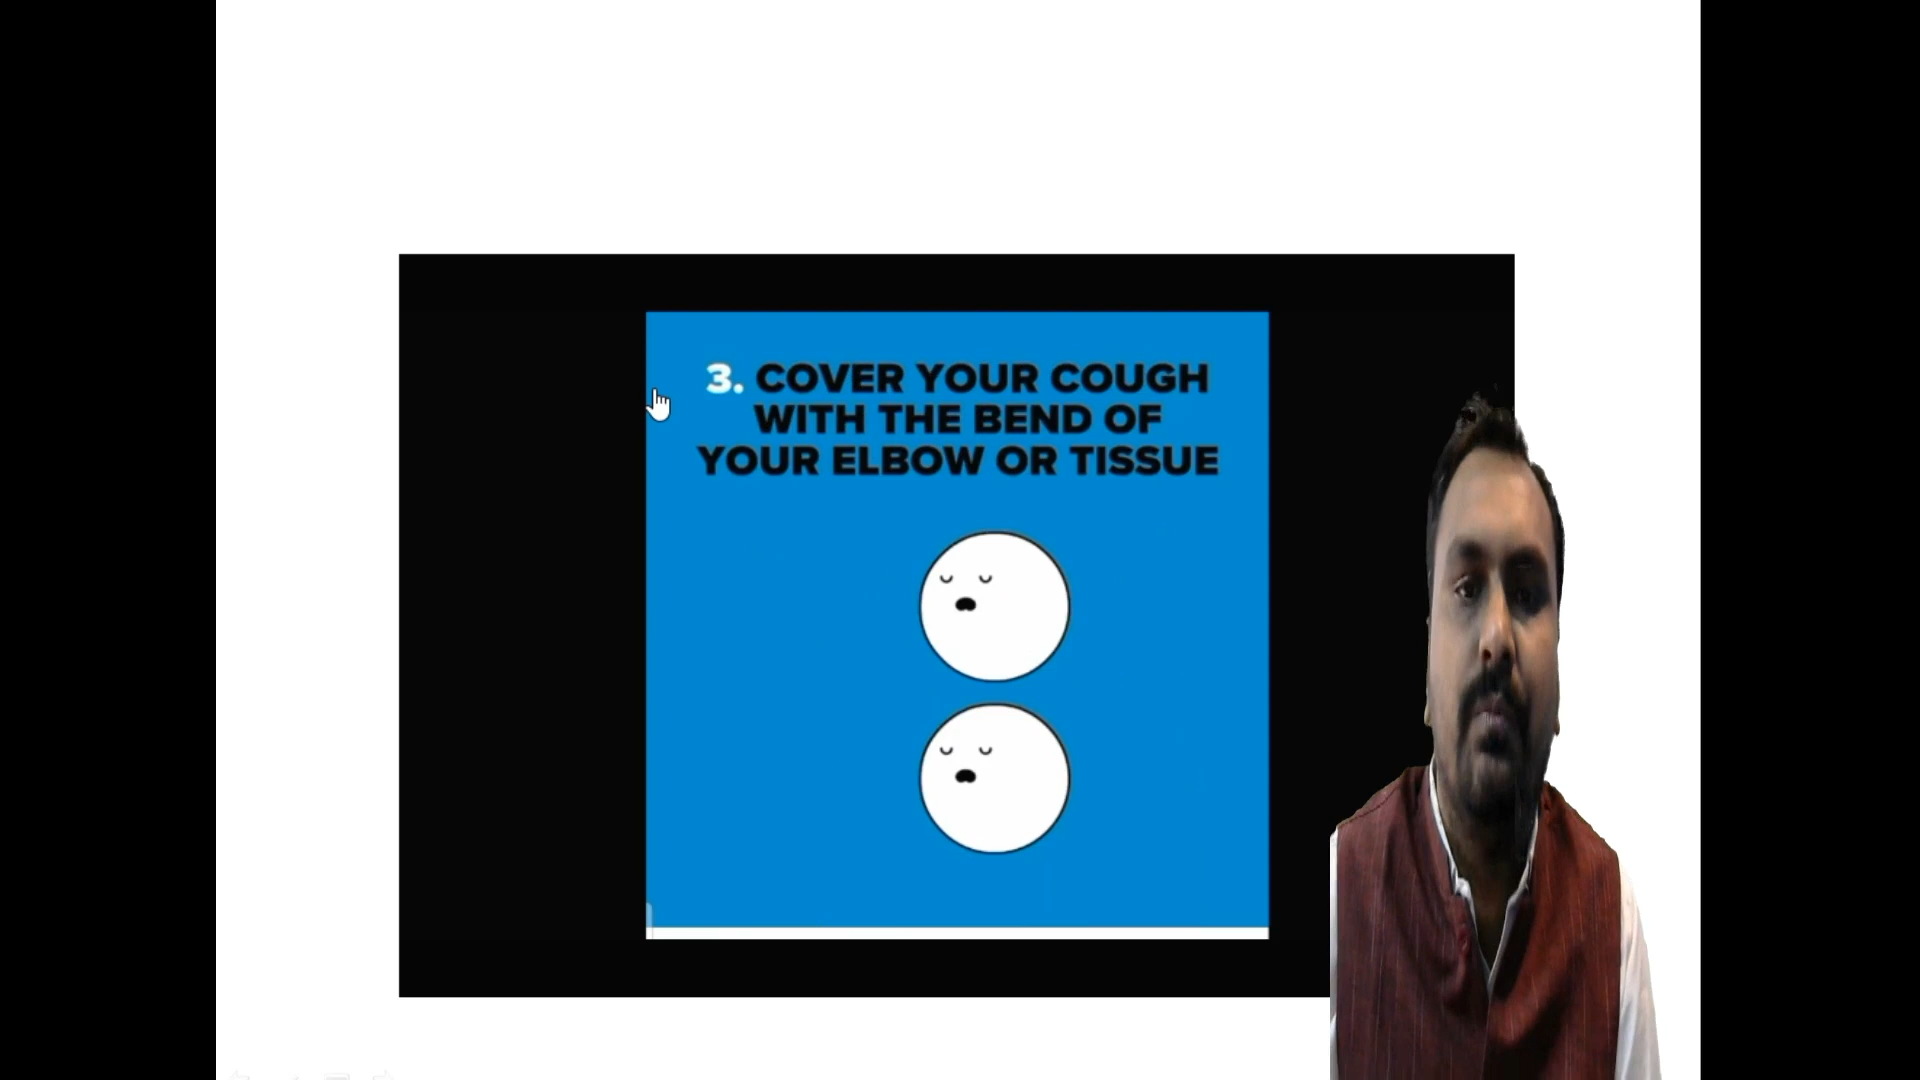 3. COVER YOUR COUGH
WITH THE BEND OF
YOUR ELBOW OR TISSUE